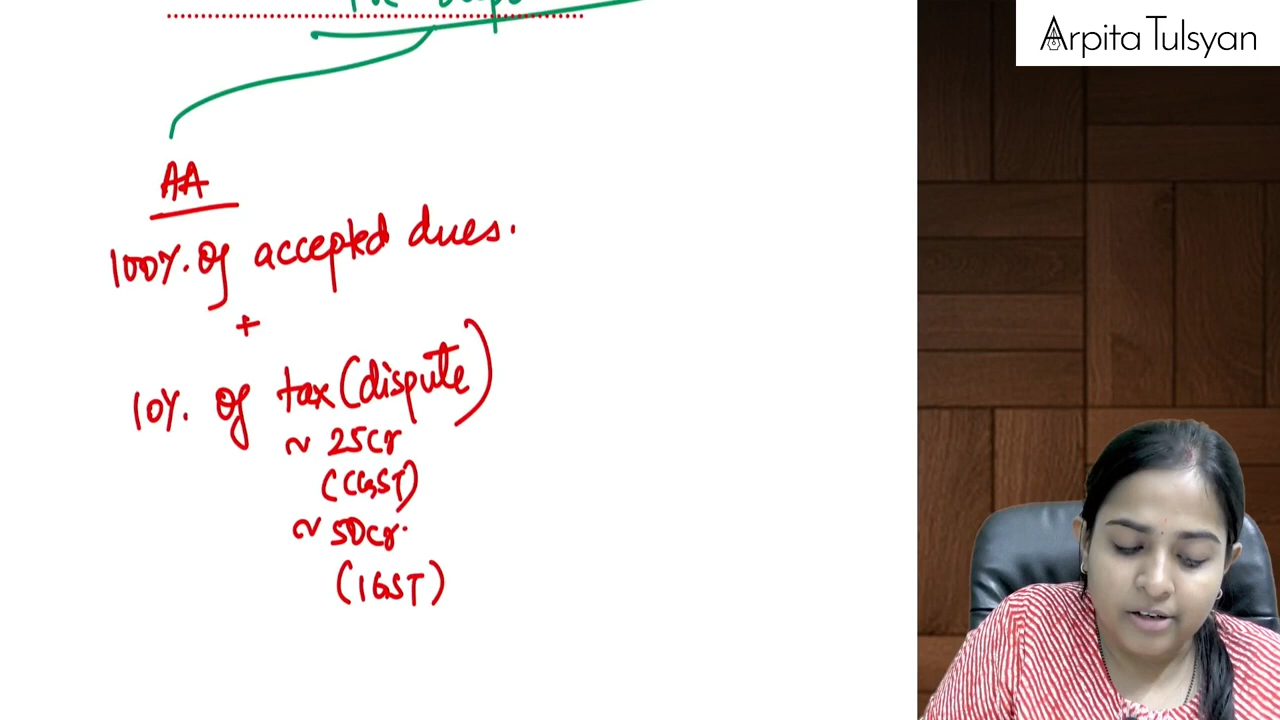 Arpita Tulsyan
AA
100%. of accepted dues.
+
10%. of tax (dispute)
~ 25Cr
(CGST)
~ 50Cr.
(IGST)